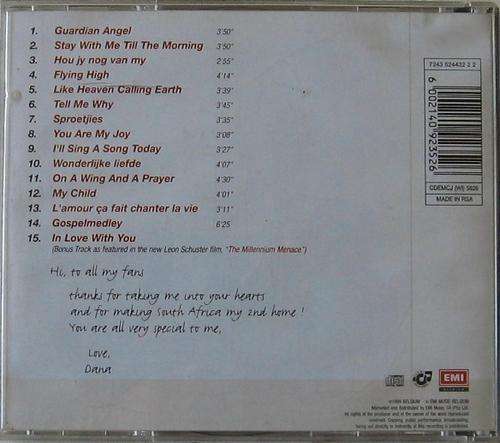 1. Guardian Angel 3'50"
2. Stay With Me Till The Morning 3'50"
3. Hou jy nog van my 2'55"
4. Flying High 4'14"
5. Like Heaven Calling Earth 3'39"
6. Tell Me Why 3'45"
7. Sproetjies 3'35"
8. You Are My Joy 3'08"
9. I'll Sing A Song Today 3'27"
10. Wonderlijke liefde 4'07"
11. On A Wing And A Prayer 4'30"
12. My Child 4'01"
13. L'amour ça fait chanter la vie 3'11"
14. Gospelmedley 6'25
15. In Love With You
(Bonus Track as featured in the new Leon Schuster film, "The Millennium Menace.")
Hi, to all my fans
thanks for taking me into your hearts
and for making South Africa my 2nd home!
You are all very special to me,
Love,
Dana
7243 524432 2 2
6 002140 923526
CDEMCJ (WI) 5826
MADE IN RSA
EMI